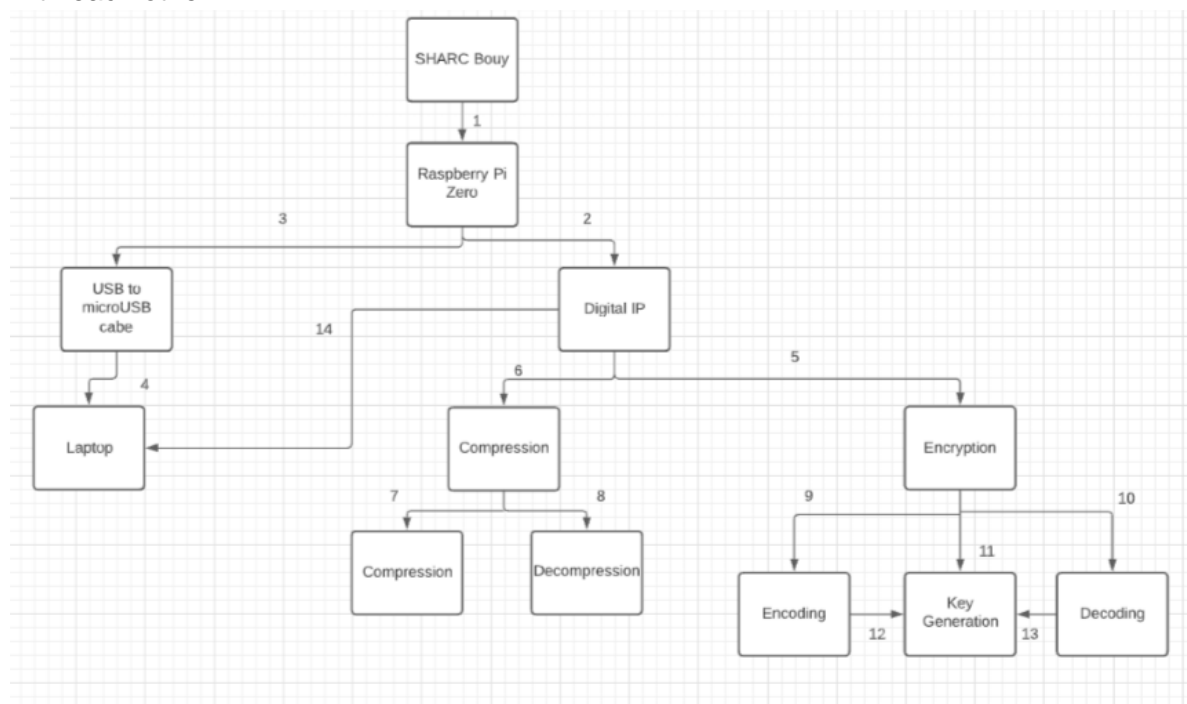 SHARC Bouy
1
Raspberry Pi
Zero
3
2
USB to
microUSB
cabe
Digital IP
14
5
6
4
Laptop
Compression
Encryption
7
8
9
10
Compression
Decompression
11
Encoding
Key
Generation
Decoding
12
13